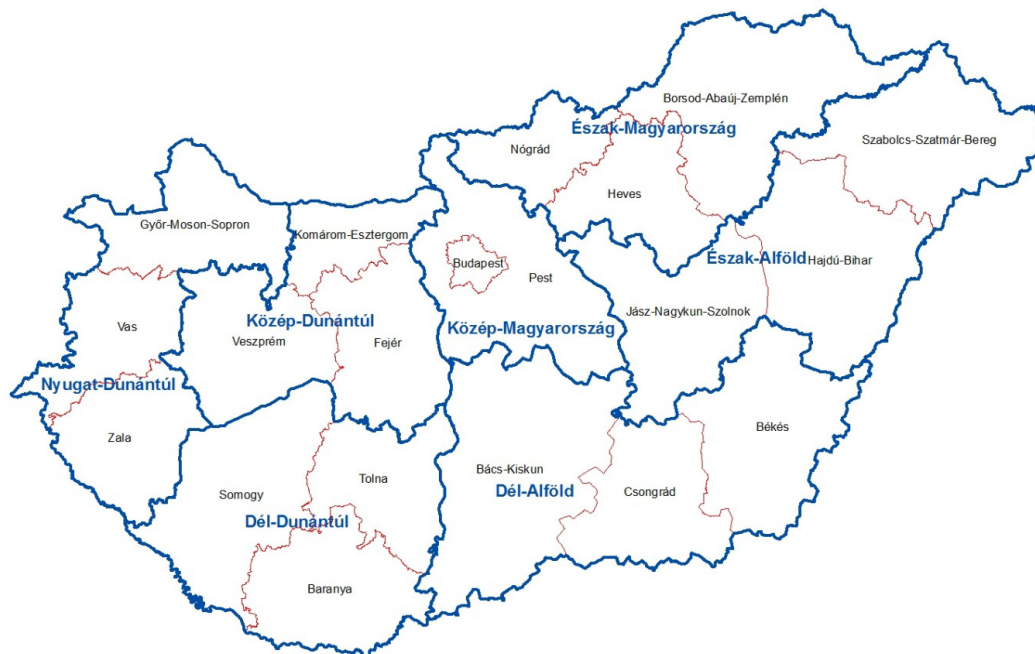 Borsod-Abaúj-Zemplén
Észak-Magyarország
Szabolcs-Szatmár-Bereg
Nógrád
Heves
Győr-Moson-Sopron
Komárom-Esztergom
Budapest
Pest
Észak-Alföld
Hajdú-Bihar
Jász-Nagykun-Szolnok
Közép-Dunántúl
Közép-Magyarország
Vas
Veszprém
Fejér
Nyugat-Dunántúl
Zala
Békés
Tolna
Bács-Kiskun
Dél-Alföld
Csongrád
Somogy
Dél-Dunántúl
Baranya